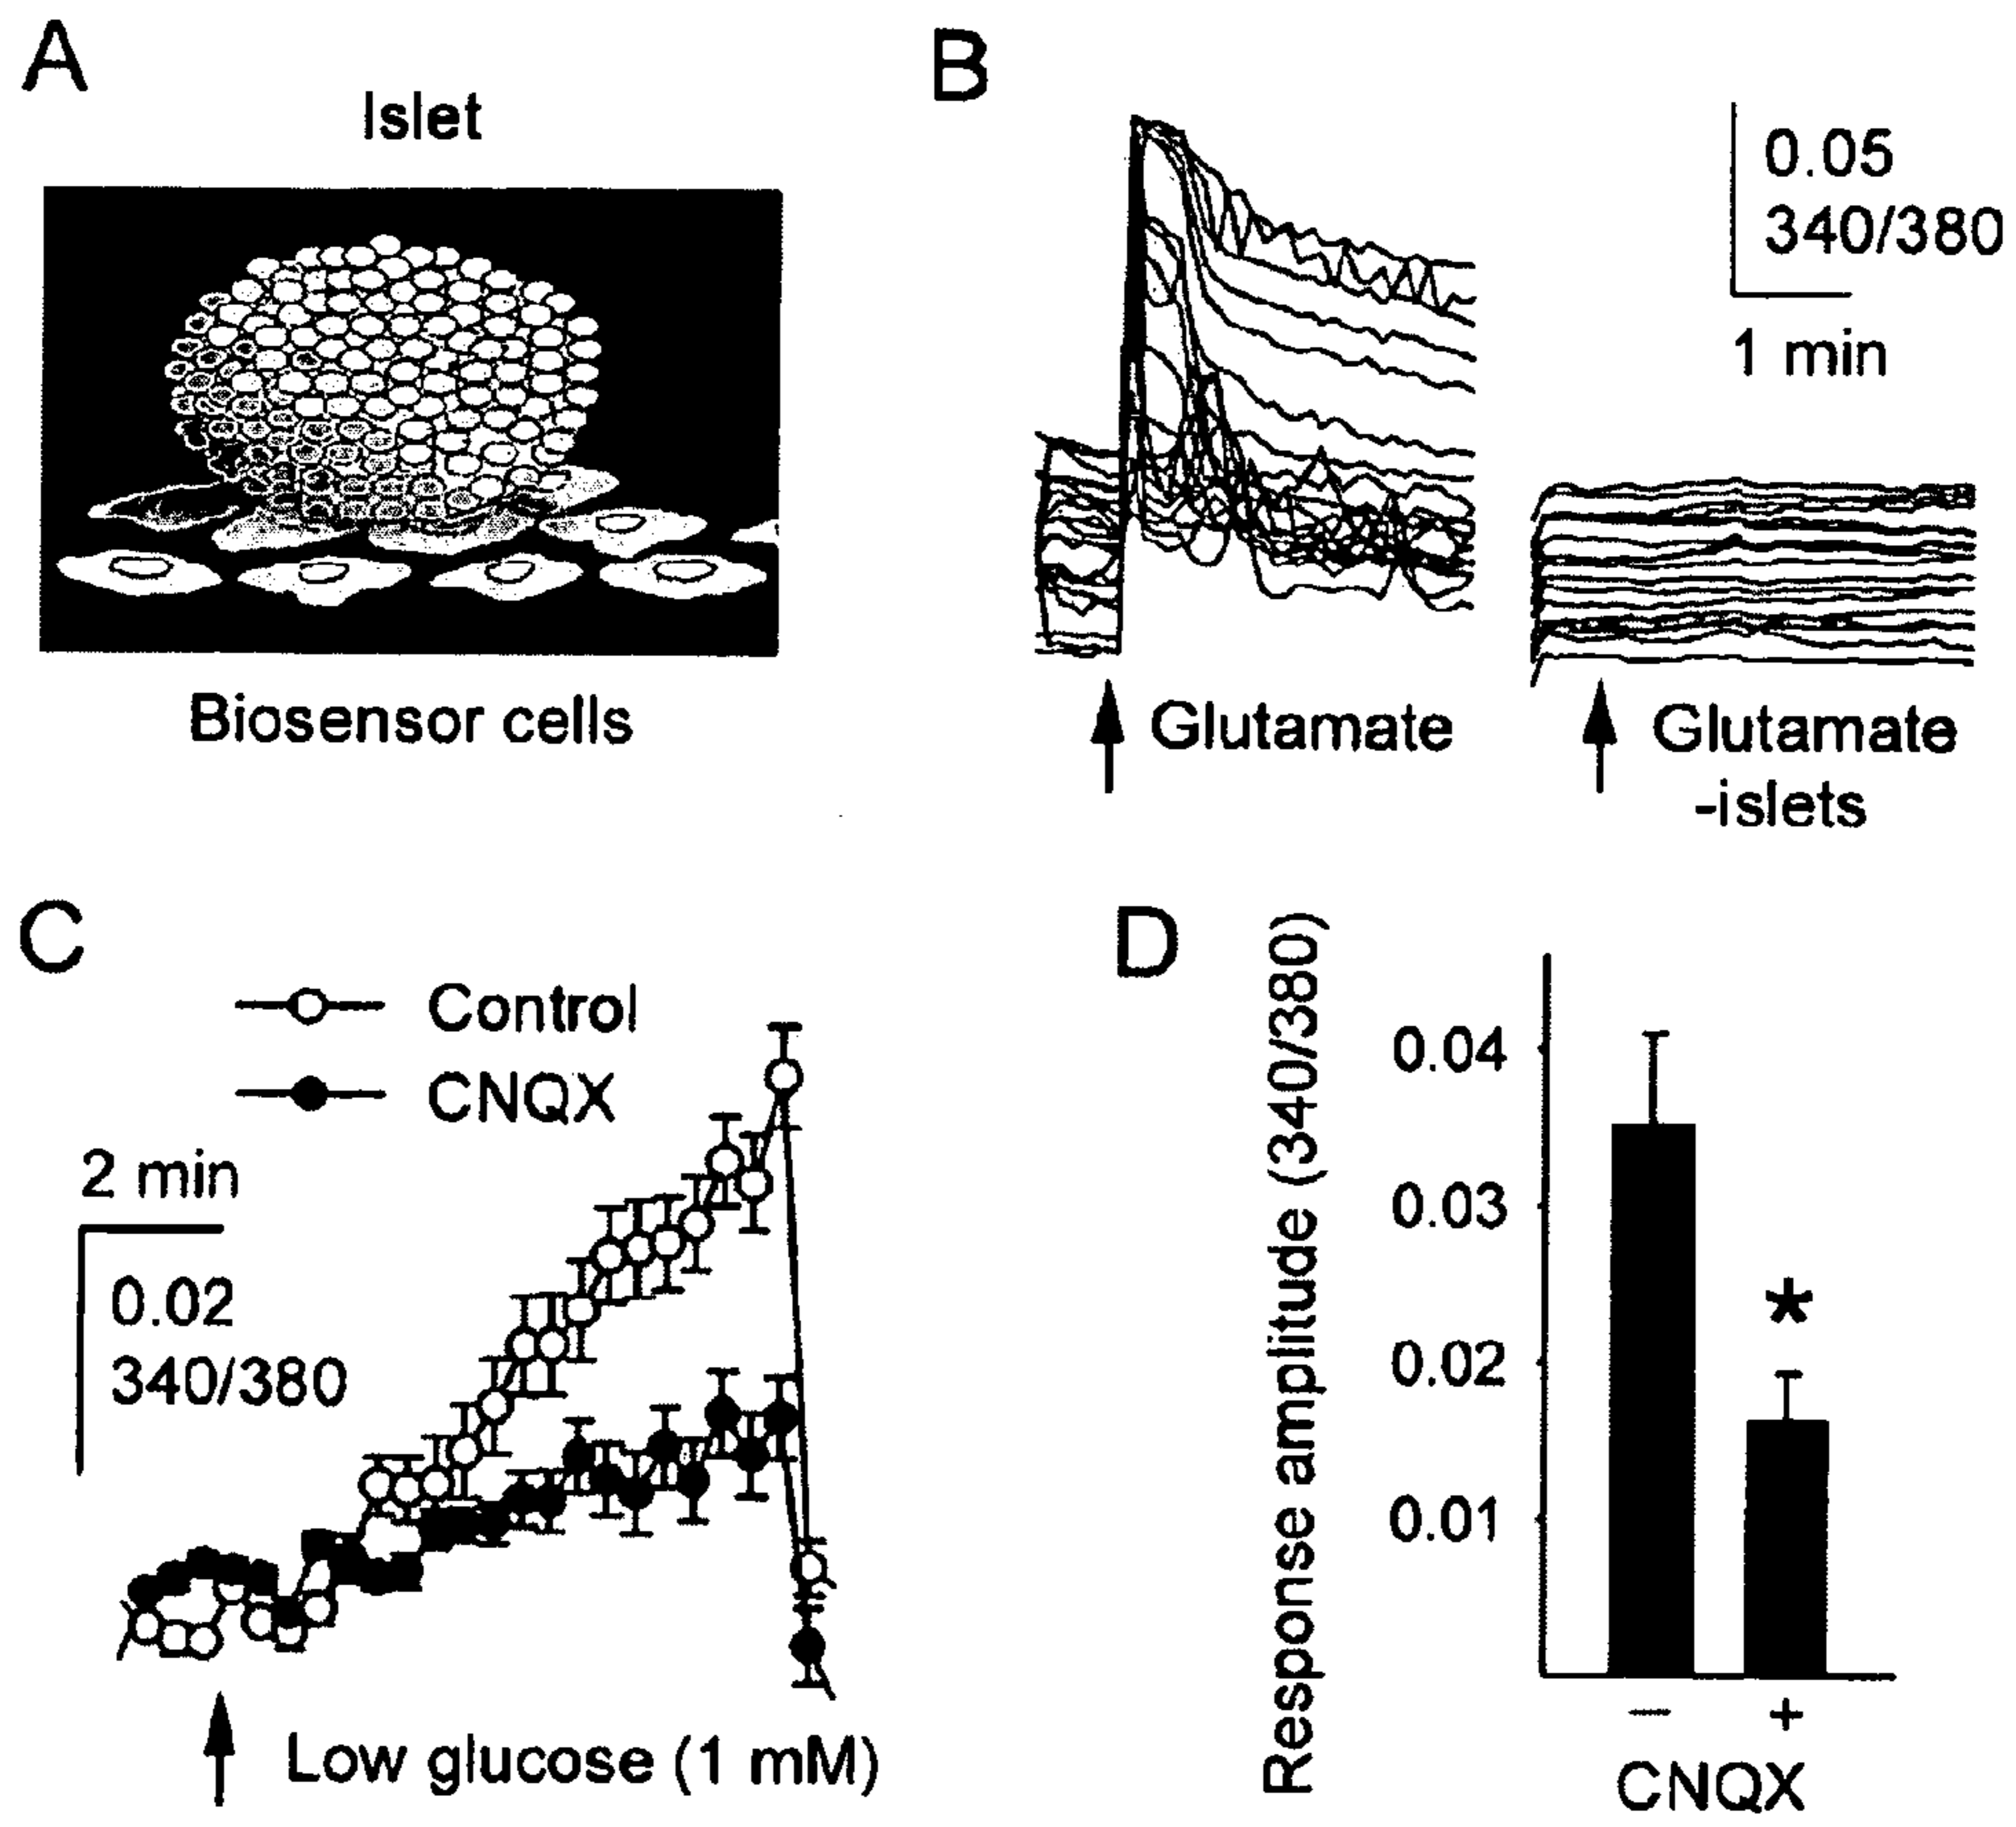 A
Islet
Biosensor cells
B
0.05
340/380
1 min
Glutamate
Glutamate
-islets
C
Control
CNQX
2 min
0.02
340/380
Low glucose (1 mM)
D
Response amplitude (340/380)
0.04
0.03
0.02
0.01
*
− +
CNQX